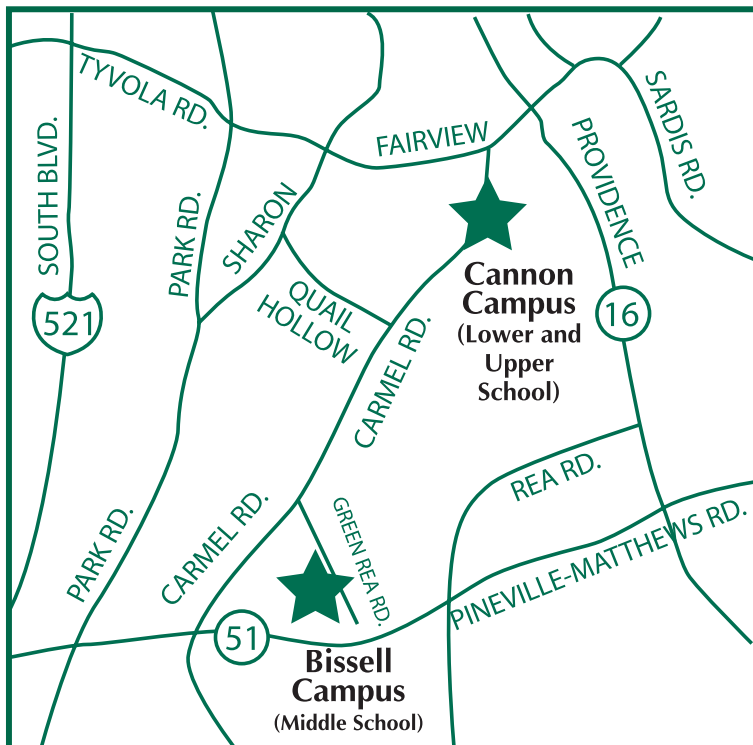 TYVOLA RD.
SOUTH BLVD.
PARK RD.
SHARON
FAIRVIEW
PROVIDENCE
SARDIS RD.
Cannon
Campus
(Lower and
Upper
School)
QUAIL
HOLLOW
521
16
CARMEL RD.
REA RD.
PARK RD.
CARMEL RD.
GREEN REA RD.
PINEVILLE-MATTHEWS RD.
51
Bissell
Campus
(Middle School)